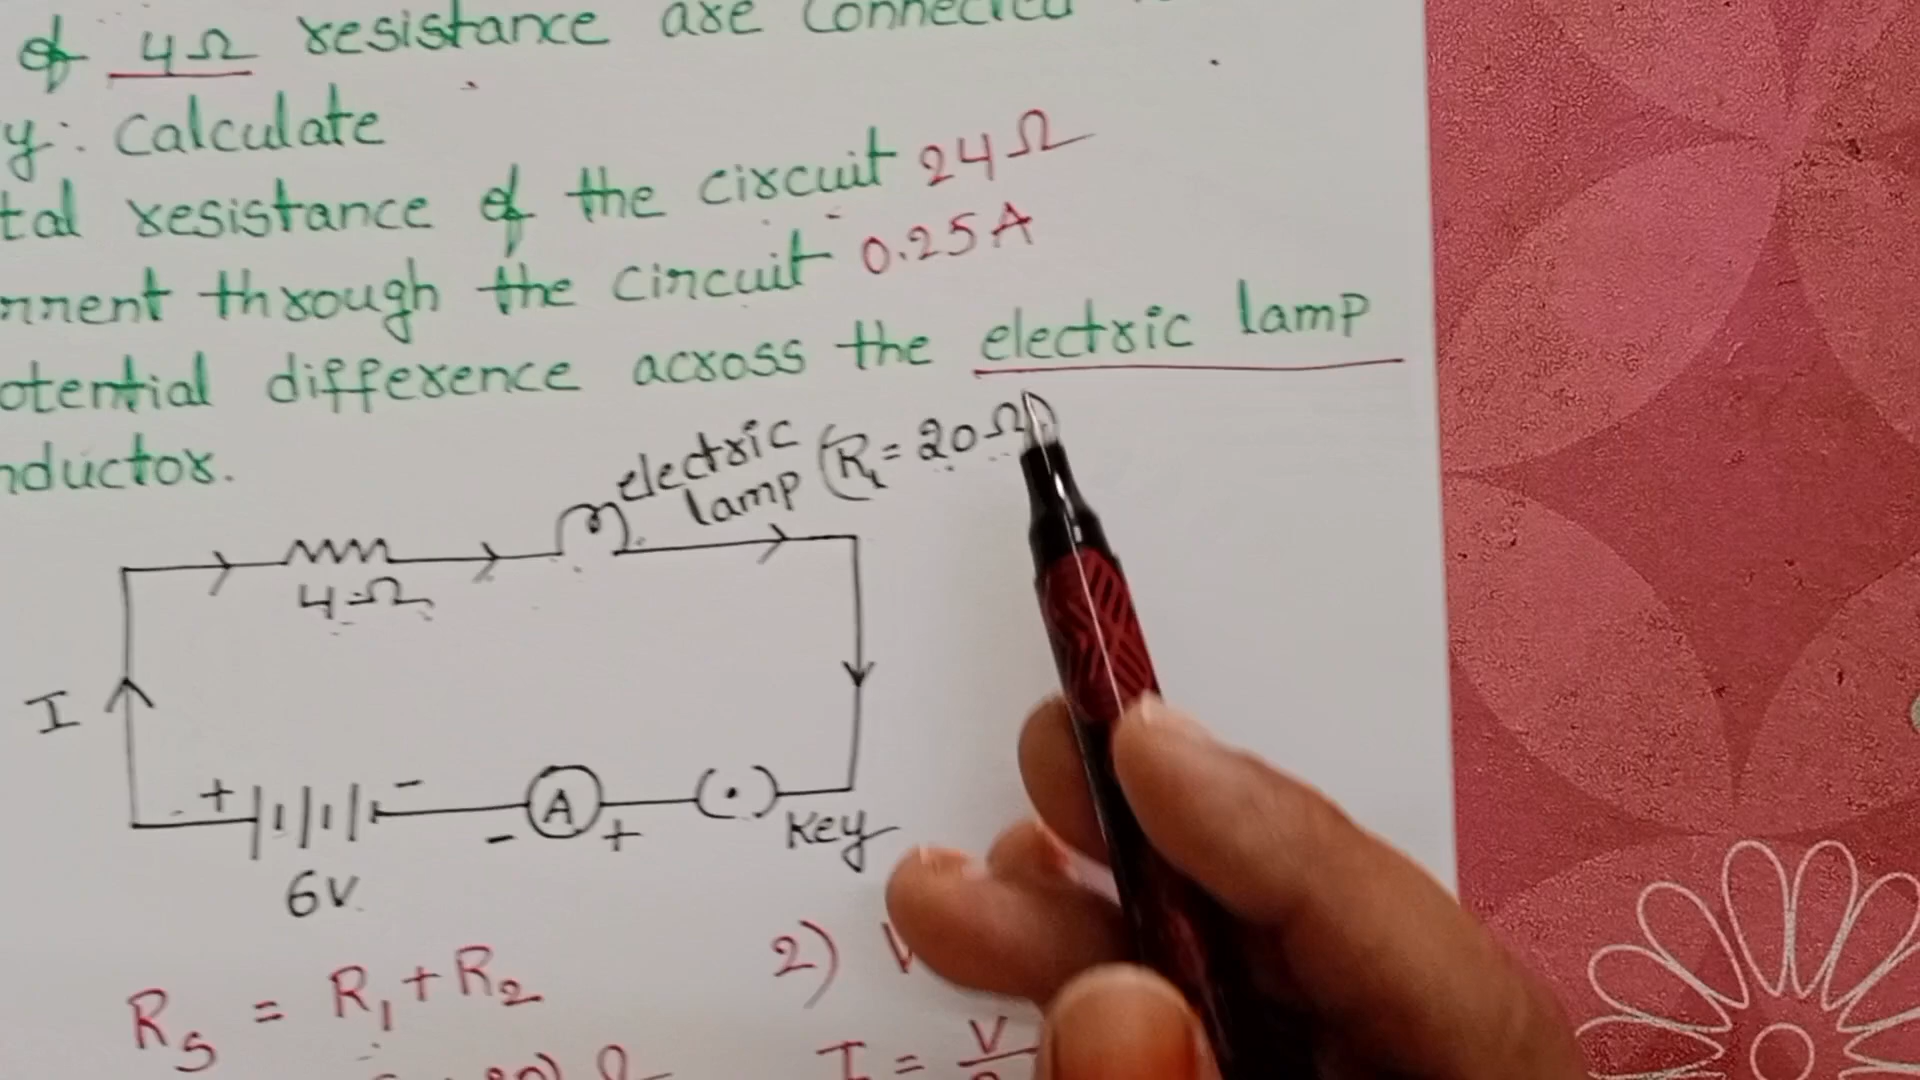 of 4Ω resistance are connected
y: Calculate
tal resistance of the circuit 24Ω
rrent through the circuit 0.25A
otential difference across the electric lamp
nductor.
electric
lamp (R₁ = 20Ω)
4Ω
I
+ -
- A +
Key
6V
Rs = R₁ + R₂
2) V
I = V